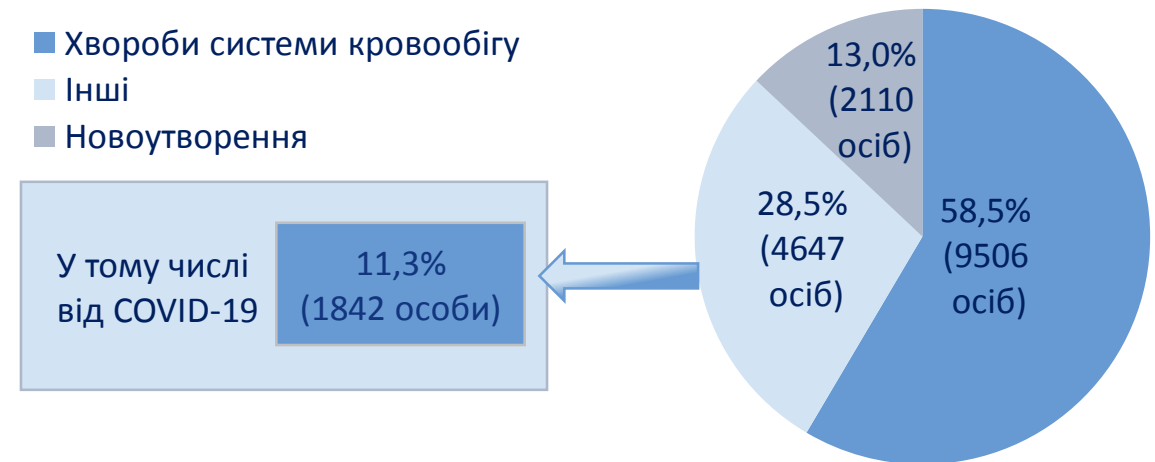 Хвороби системи кровообігу
Інші
Новоутворення
У тому числі
від COVID-19
11,3%
(1842 особи)
13,0%
(2110
осіб)
28,5%
(4647
осіб)
58,5%
(9506
осіб)